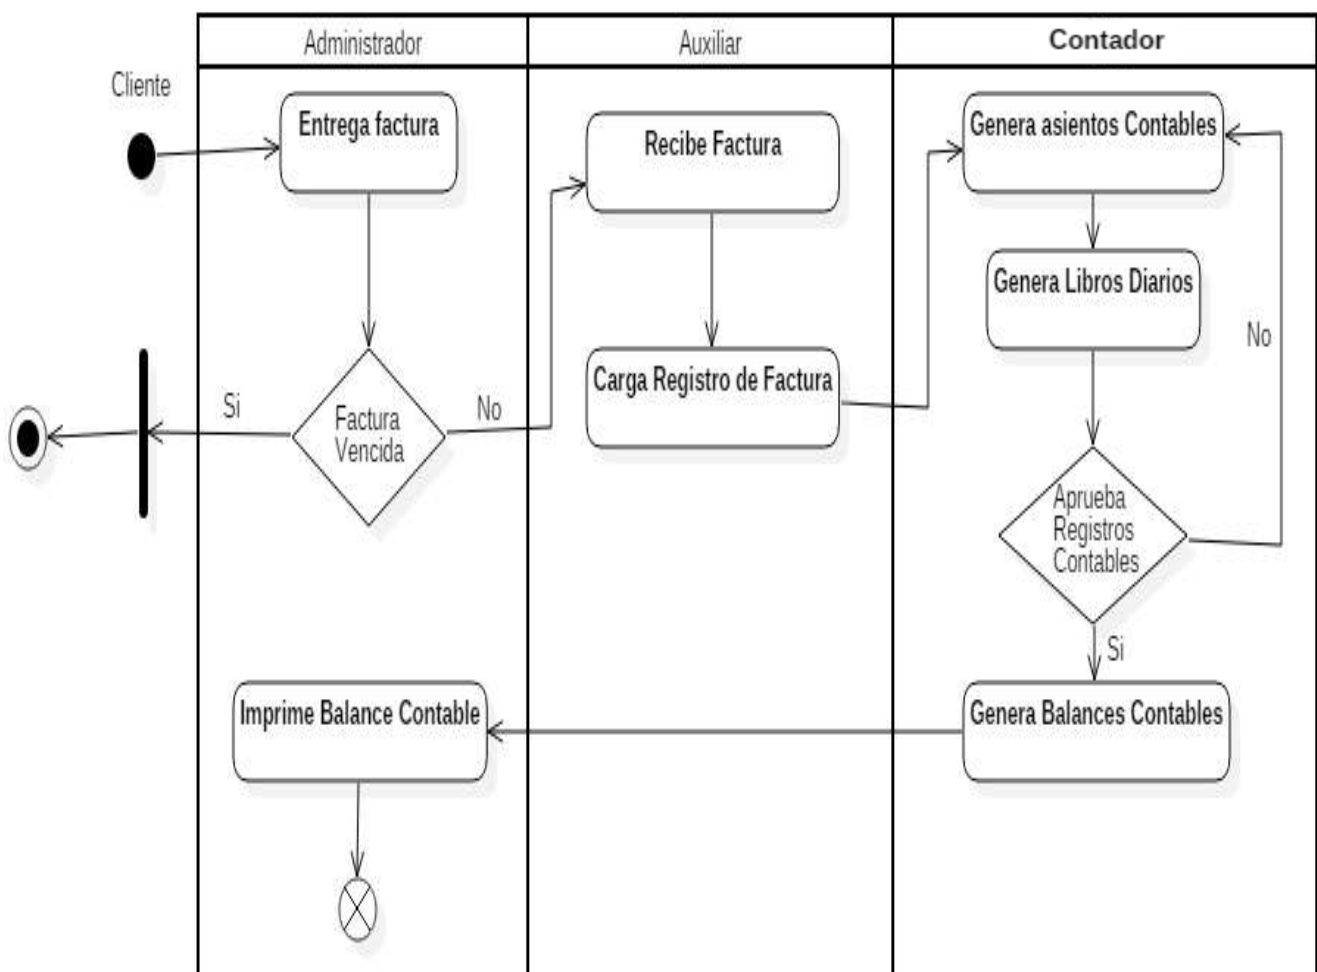 Administrador
Auxiliar
Contador
Cliente
Entrega factura
Recibe Factura
Genera asientos Contables
Genera Libros Diarios
No
Carga Registro de Factura
Si
Factura
Vencida
No
Aprueba
Registros
Contables
Si
Imprime Balance Contable
Genera Balances Contables